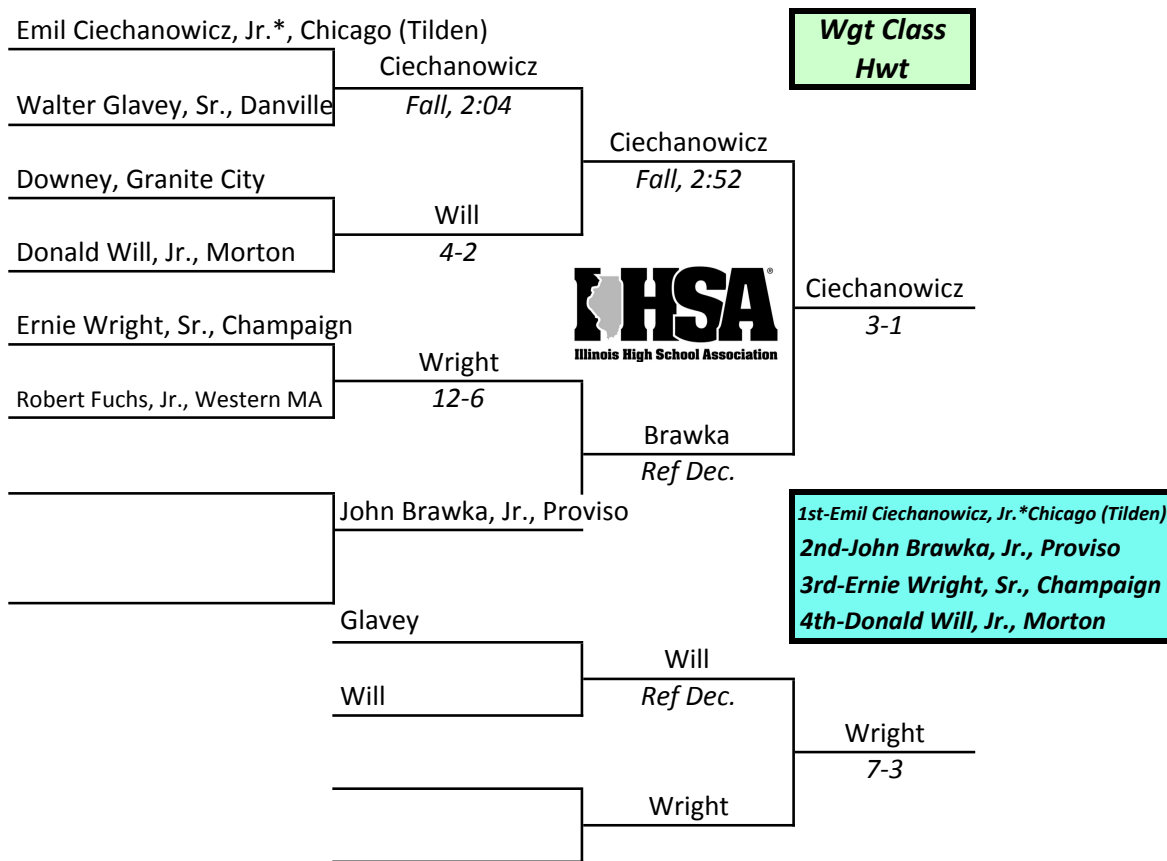 Emil Ciechanowicz, Jr.*, Chicago (Tilden)
Wgt Class
Hwt
Ciechanowicz
Walter Glavey, Sr., Danville
Fall, 2:04
Ciechanowicz
Fall, 2:52
Downey, Granite City
Will
4-2
Donald Will, Jr., Morton
IHSA®
Illinois High School Association
Ciechanowicz
3-1
Ernie Wright, Sr., Champaign
Wright
12-6
Robert Fuchs, Jr., Western MA
Brawka
Ref Dec.
John Brawka, Jr., Proviso
1st-Emil Ciechanowicz, Jr.*Chicago (Tilden)
2nd-John Brawka, Jr., Proviso
3rd-Ernie Wright, Sr., Champaign
4th-Donald Will, Jr., Morton
Glavey
Will
Ref Dec.
Will
Wright
7-3
Wright